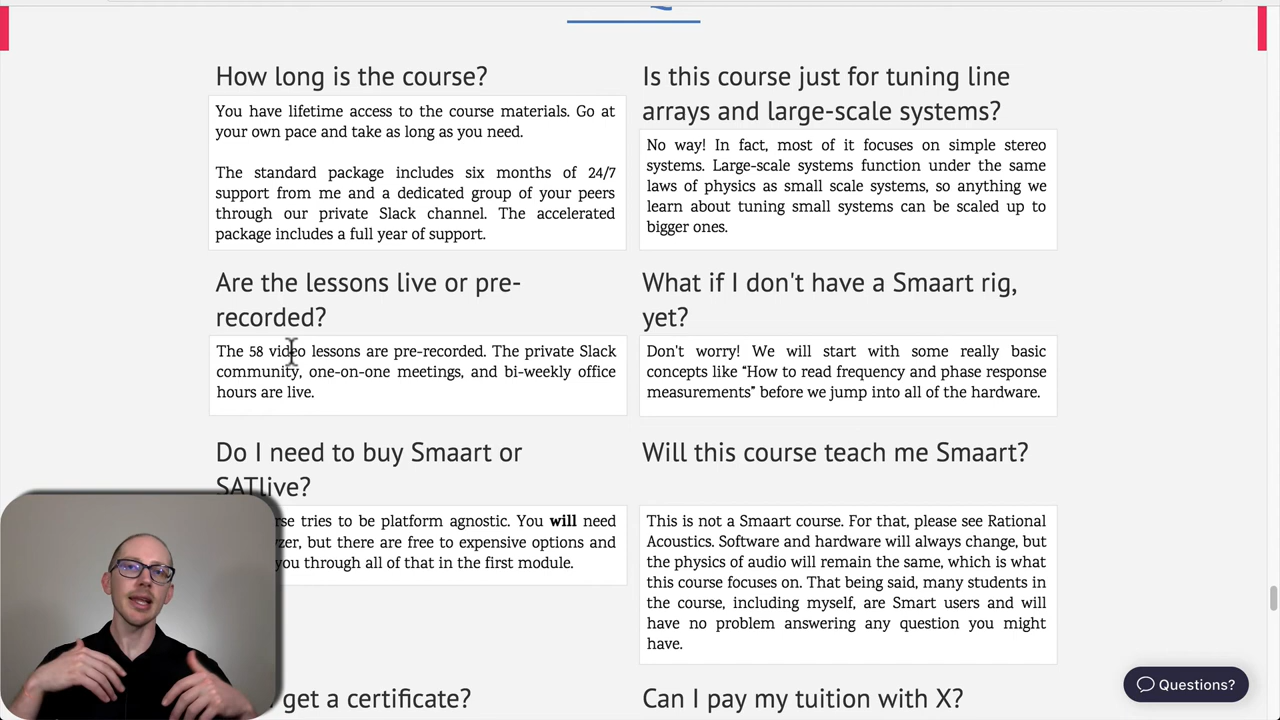 How long is the course?
You have lifetime access to the course materials. Go at
your own pace and take as long as you need.
The standard package includes six months of 24/7
support from me and a dedicated group of your peers
through our private Slack channel. The accelerated
package includes a full year of support.
Is this course just for tuning line
arrays and large-scale systems?
No way! In fact, most of it focuses on simple stereo
systems. Large-scale systems function under the same
laws of physics as small scale systems, so anything we
learn about tuning small systems can be scaled up to
bigger ones.
Are the lessons live or pre-
recorded?
The 58 video lessons are pre-recorded. The private Slack
community, one-on-one meetings, and bi-weekly office
hours are live.
What if I don't have a Smaart rig,
yet?
Don't worry! We will start with some really basic
concepts like “How to read frequency and phase response
measurements” before we jump into all of the hardware.
Do I need to buy Smaart or
SATlive?
tries to be platform agnostic. You will need
but there are free to expensive options and
you through all of that in the first module.
Will this course teach me Smaart?
This is not a Smaart course. For that, please see Rational
Acoustics. Software and hardware will always change, but
the physics of audio will remain the same, which is what
this course focuses on. That being said, many students in
the course, including myself, are Smart users and will
have no problem answering any question you might
have.
get a certificate?
Can I pay my tuition with X?
Questions?